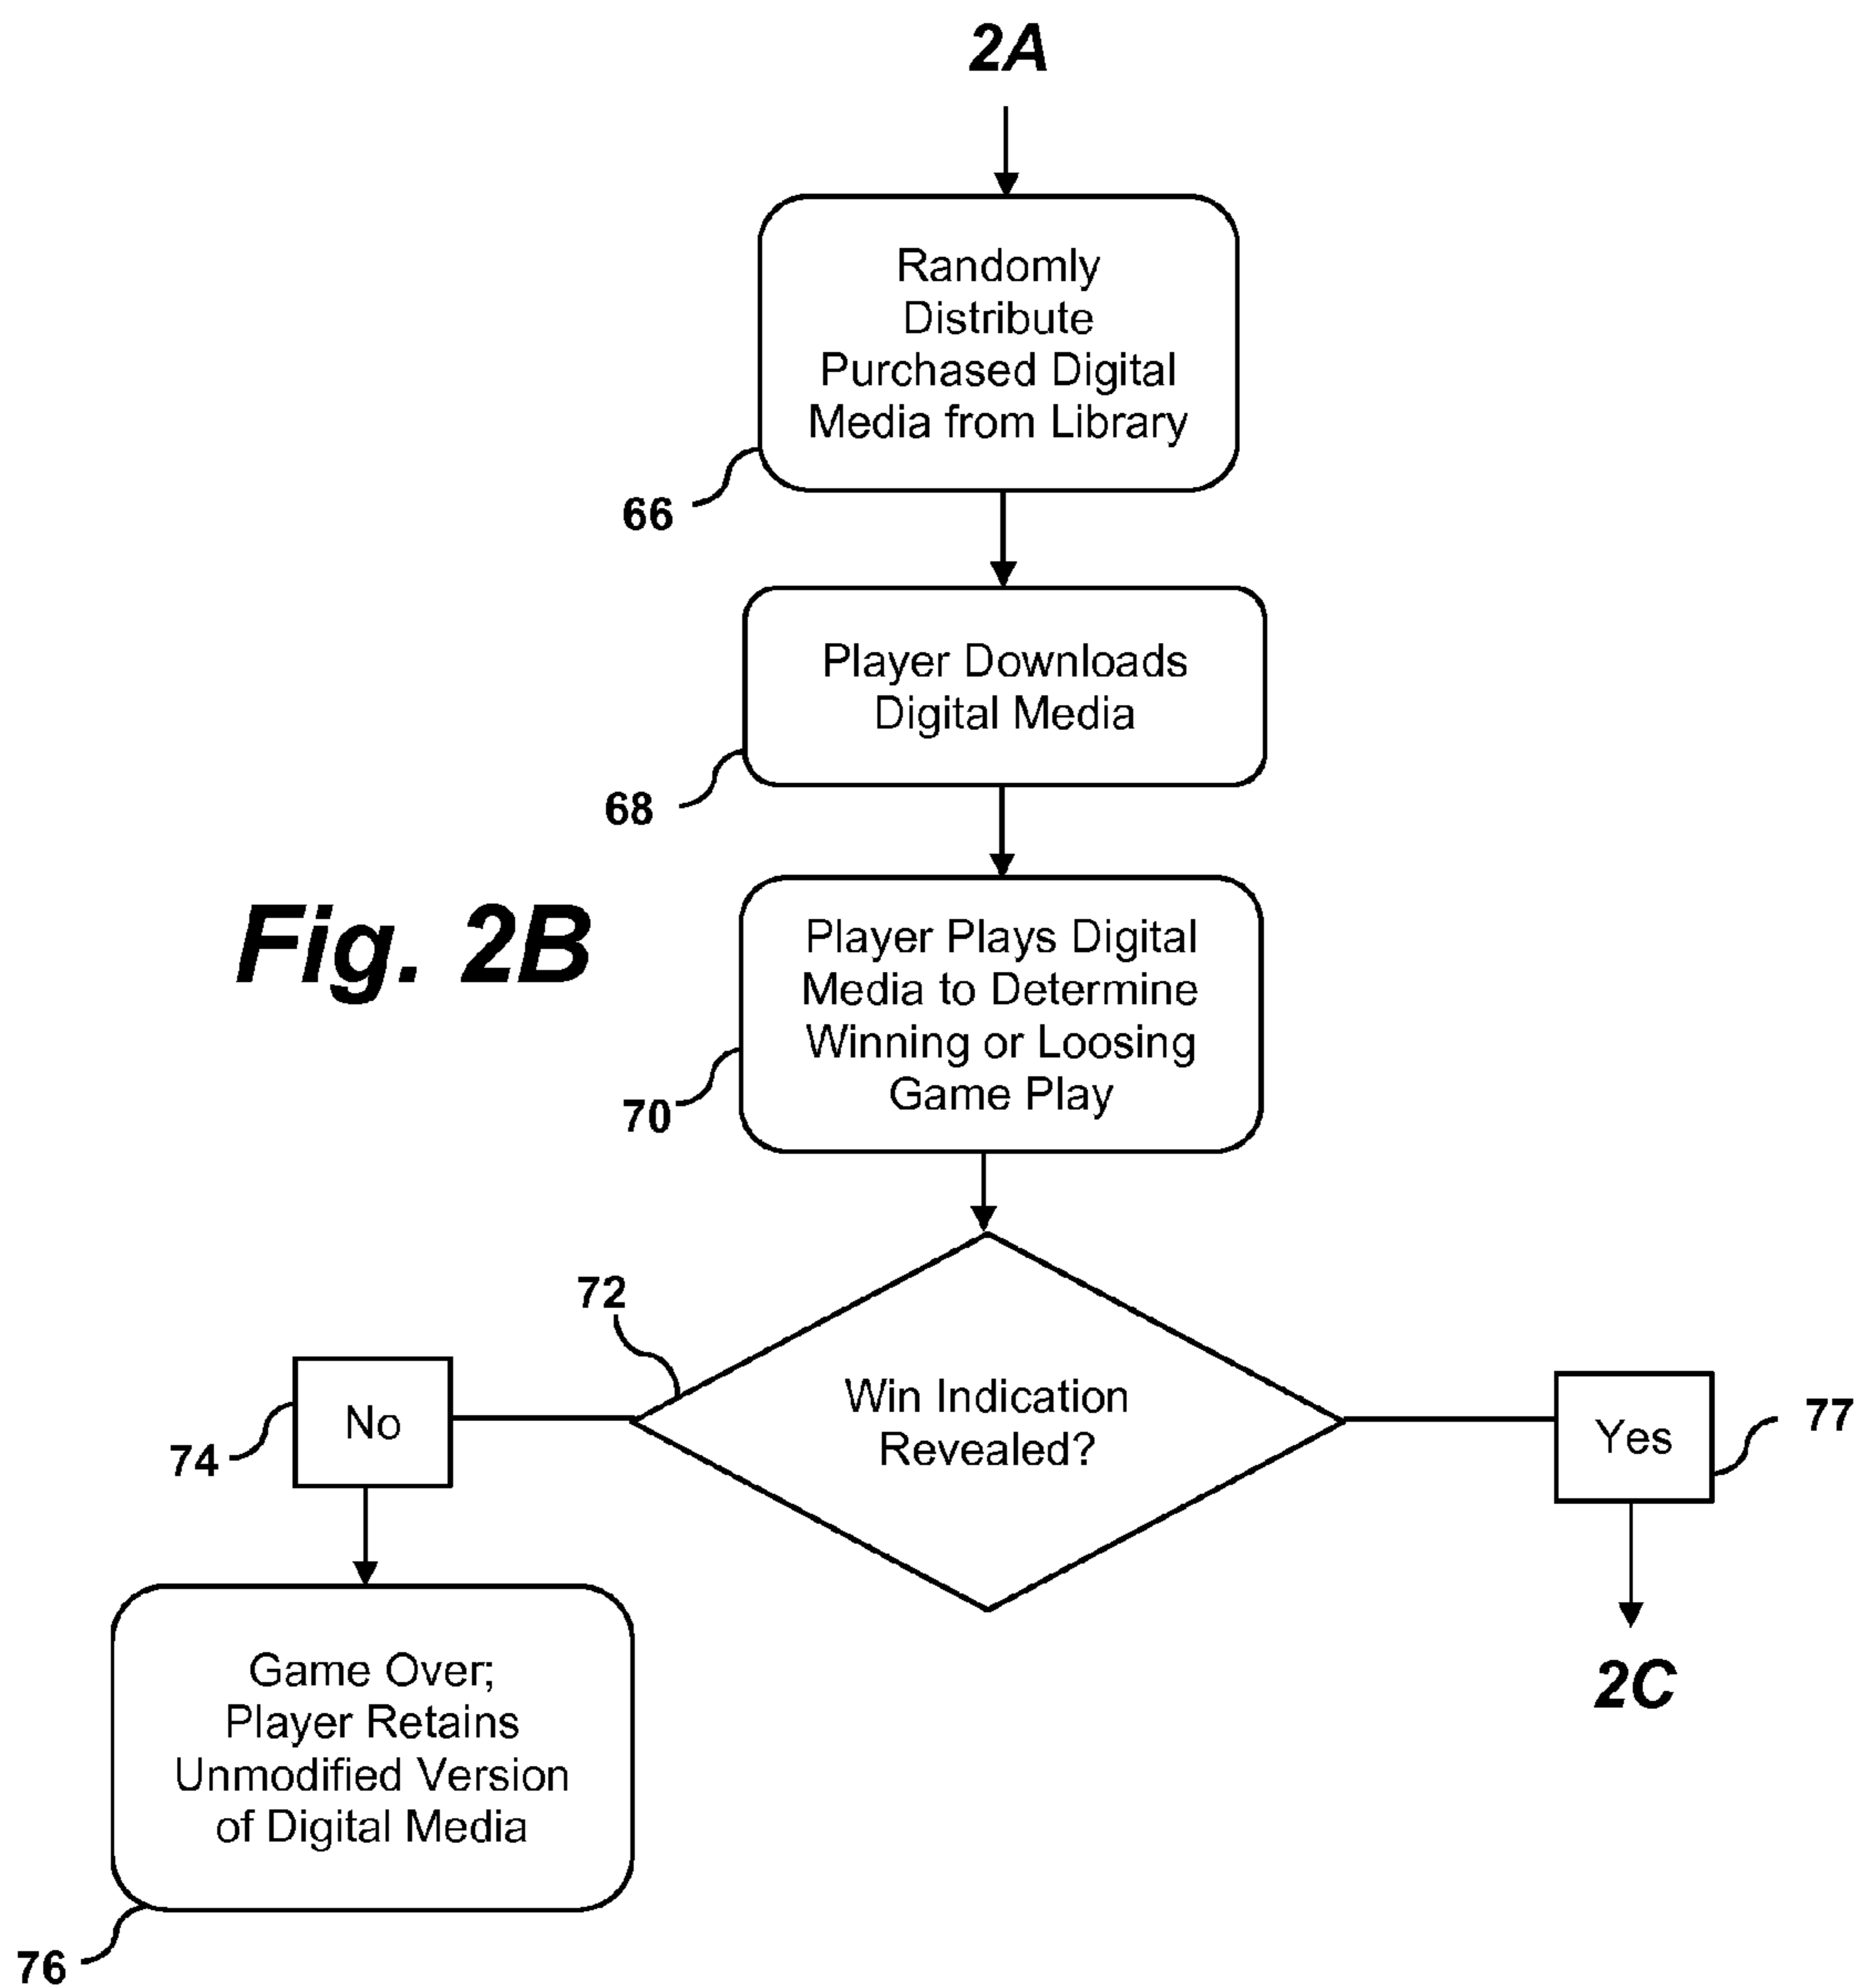 2A
Randomly
Distribute
Purchased Digital
Media from Library
66
Player Downloads
Digital Media
68
Fig. 2B
Player Plays Digital
Media to Determine
Winning or Loosing
Game Play
70
72
Win Indication
Revealed?
No
74
Yes
77
Game Over;
Player Retains
Unmodified Version
of Digital Media
76
2C